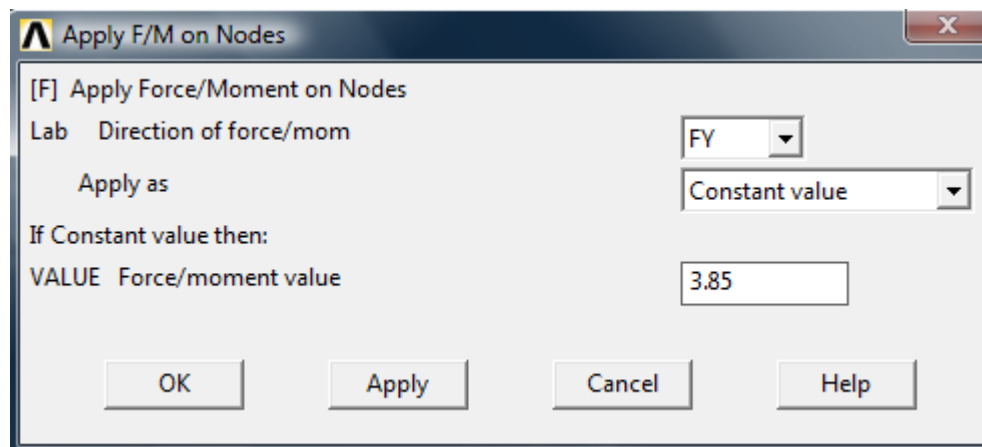 Apply F/M on Nodes
[F] Apply Force/Moment on Nodes
Lab Direction of force/mom FY
Apply as Constant value
If Constant value then:
VALUE Force/moment value 3.85
OK Apply Cancel Help